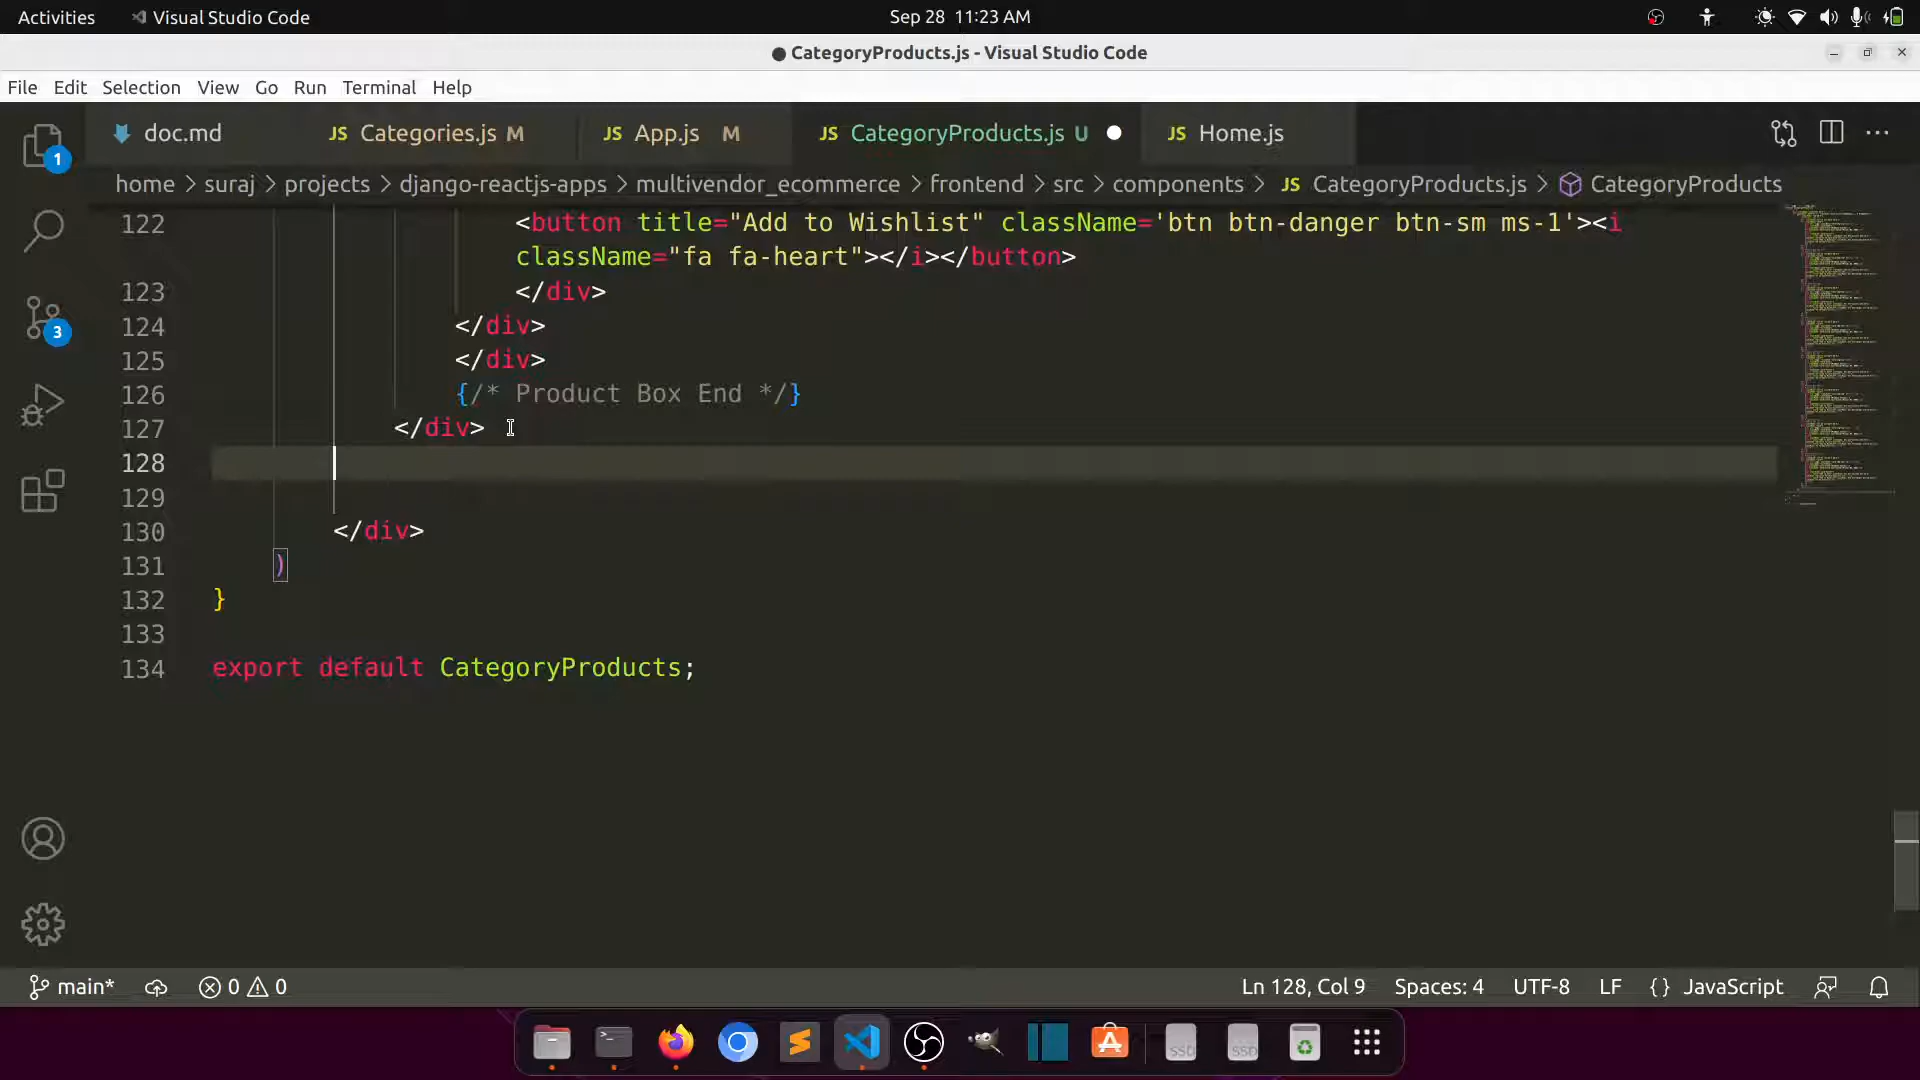 Activities
Visual Studio Code
Sep 28 11:23 AM
● CategoryProducts.js - Visual Studio Code
File Edit Selection View Go Run Terminal Help
doc.md
JS Categories.js M
JS App.js M
JS CategoryProducts.js U
JS Home.js
home > suraj > projects > django-reactjs-apps > multivendor_ecommerce > frontend > src > components > JS CategoryProducts.js > CategoryProducts
1
3
122 <button title="Add to Wishlist" className='btn btn-danger btn-sm ms-1'><i
className="fa fa-heart"></i></button>
123 </div>
124 </div>
125 </div>
126 {/* Product Box End */}
127 </div>
128
129
130 </div>
131 )
132 }
133
134 export default CategoryProducts;
main* 0 0
Ln 128, Col 9 Spaces: 4 UTF-8 LF {} JavaScript
SSD
SSD